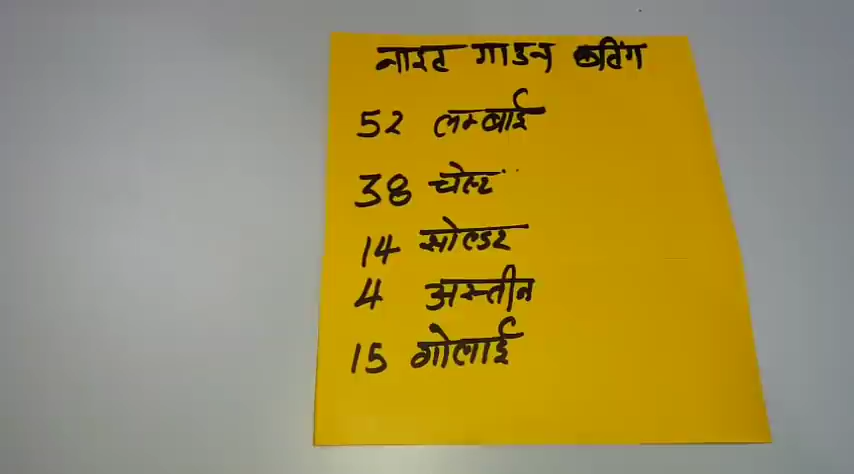 नाइट गाउन कटिंग
52 लम्बाई
38 चेस्ट
14 सोल्डर
4 अस्तीन
15 गोलाई